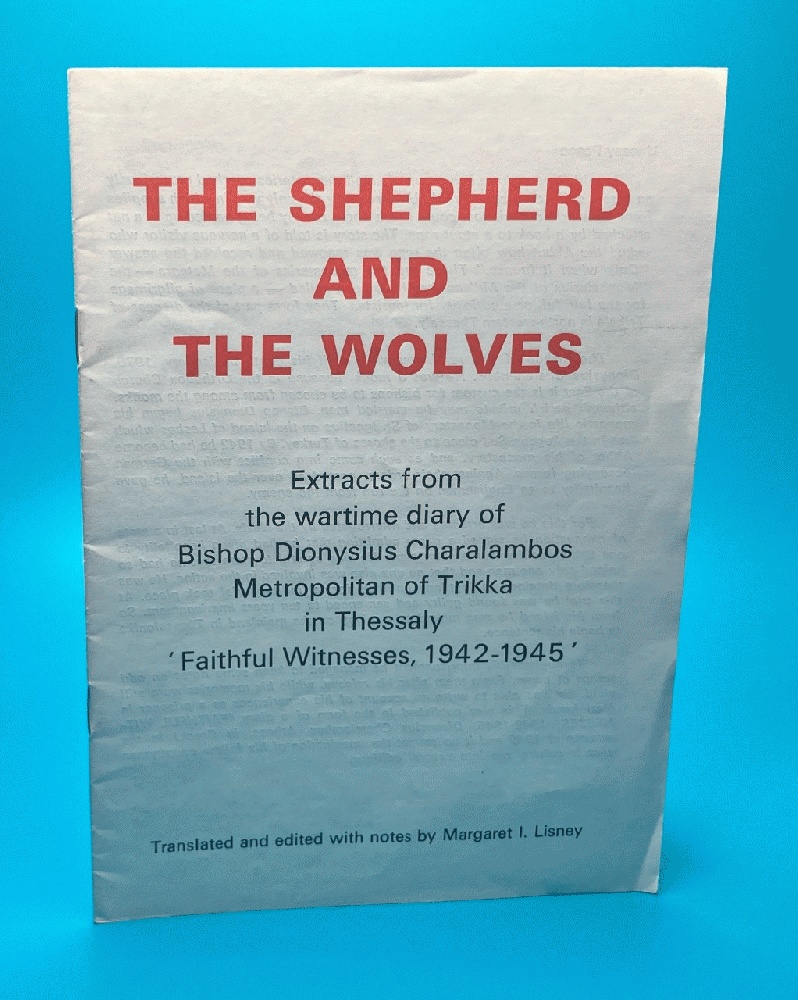 THE SHEPHERD
AND
THE WOLVES
Extracts from
the wartime diary of
Bishop Dionysius Charalambos
Metropolitan of Trikka
in Thessaly
‘Faithful Witnesses, 1942-1945’
Translated and edited with notes by Margaret I. Lisney